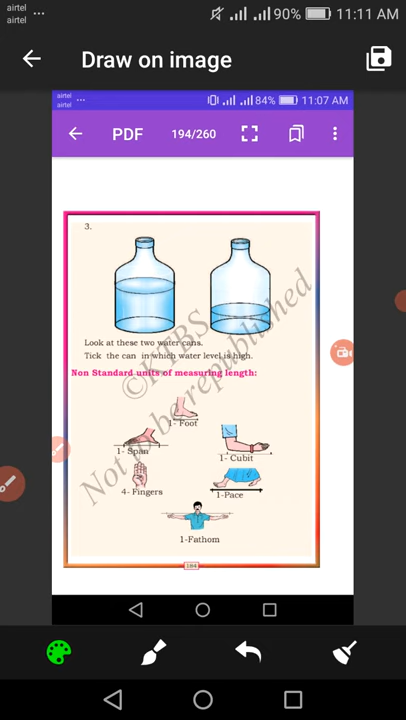 airtel
airtel ... 90% 11:11 AM
Draw on image
airtel
airtel ... 84% 11:07 AM
PDF 194/260
3.
Look at these two water cans.
Tick the can in which water level is high.
Non Standard units of measuring length:
1- Foot
1- Span
1- Cubit
4- Fingers
1-Pace
1-Fathom
©KTBS
Not to be republished
184